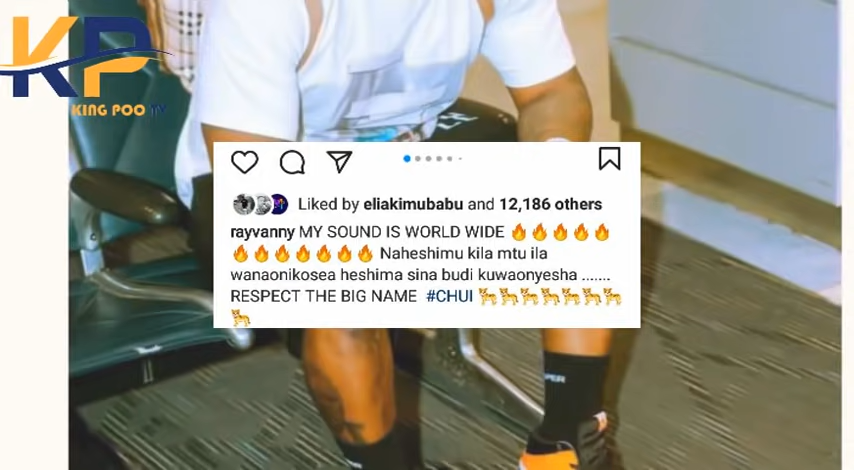 KP
KING POO TV
Liked by eliakimubabu and 12,186 others
rayvanny MY SOUND IS WORLD WIDE 🔥🔥🔥🔥🔥
🔥🔥🔥🔥🔥🔥🔥 Naheshimu kila mtu ila
wanaonikosea heshima sina budi kuwaonyesha .......
RESPECT THE BIG NAME #CHUI 🐅🐅🐅🐅🐅🐅🐅
🐅